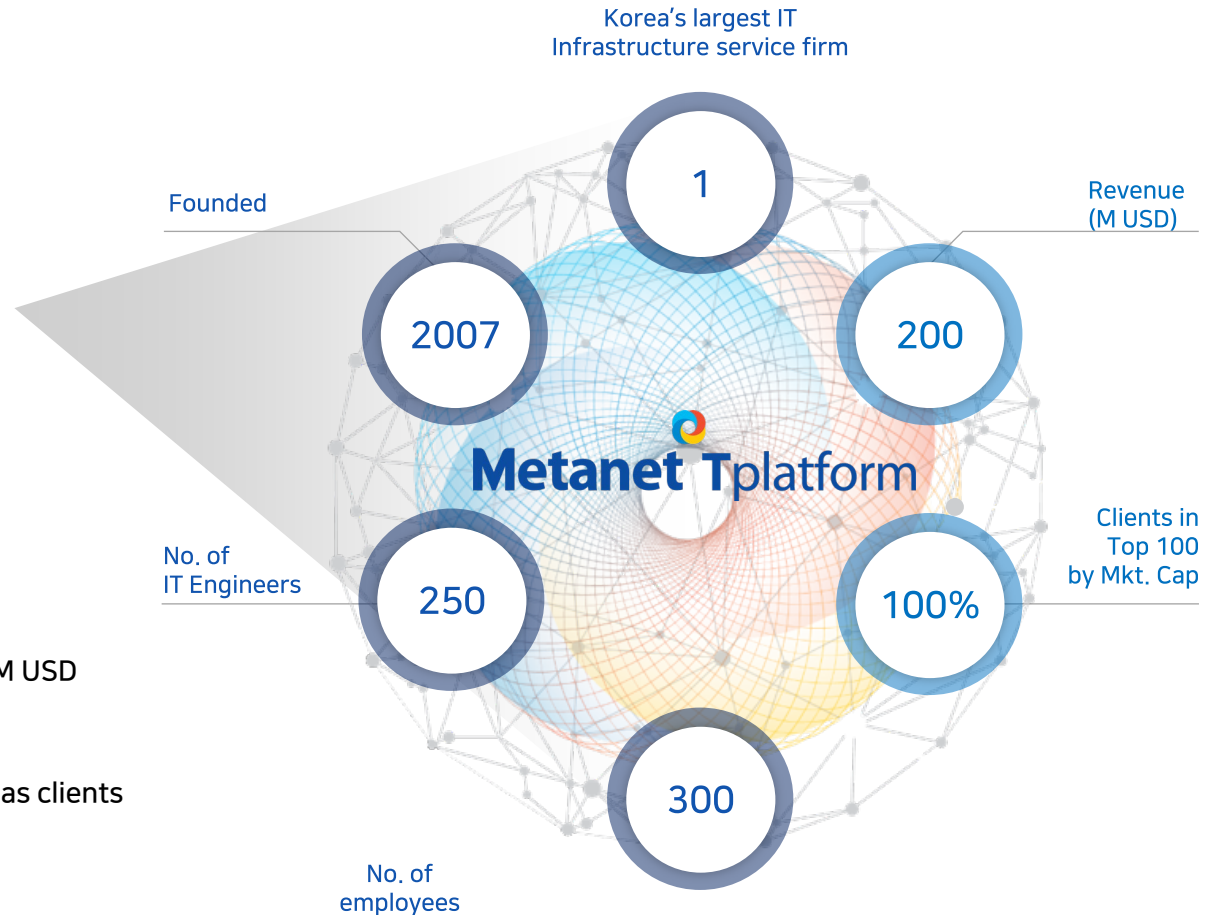 Korea's largest IT
Infrastructure service firm
1
Founded
2007
Revenue
(M USD)
200
Metanet Tplatform
No. of
IT Engineers
250
Clients in
Top 100
by Mkt. Cap
100%
M USD
as clients
300
No. of
employees